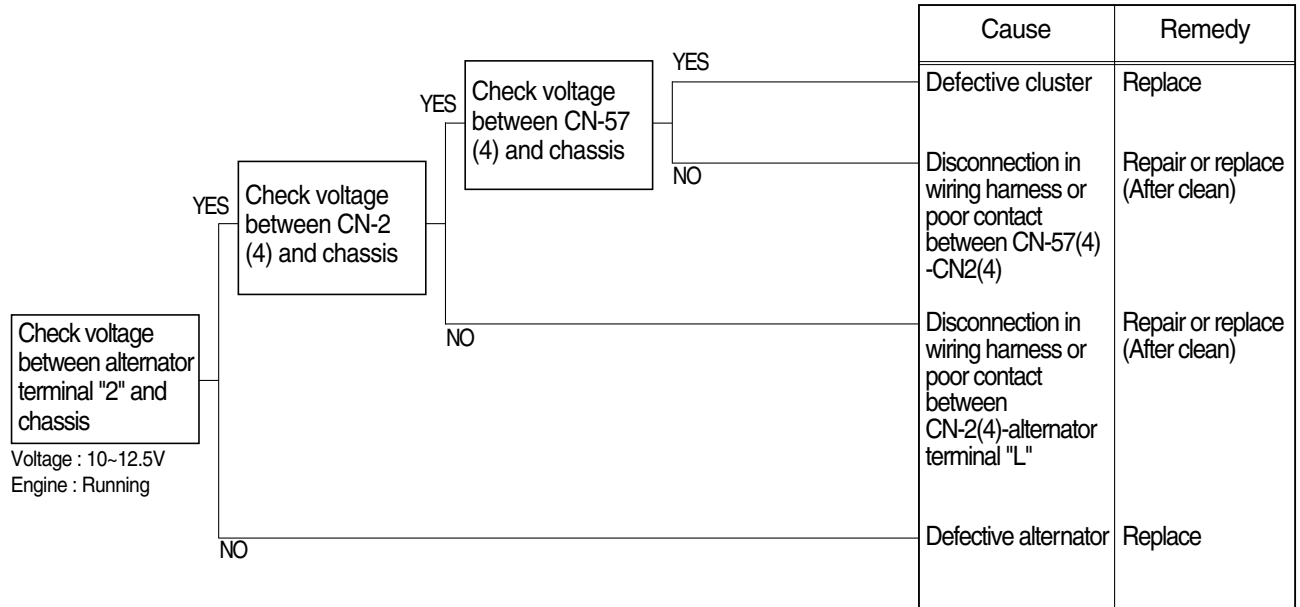 Cause
Remedy
YES
Defective cluster
Replace
YES
Check voltage
between CN-57
(4) and chassis
NO
Disconnection in
wiring harness or
poor contact
between CN-57(4)
-CN2(4)
Repair or replace
(After clean)
YES
Check voltage
between CN-2
(4) and chassis
NO
Disconnection in
wiring harness or
poor contact
between
CN-2(4)-alternator
terminal "L"
Repair or replace
(After clean)
Check voltage
between alternator
terminal "2" and
chassis
Voltage : 10~12.5V
Engine : Running
NO
Defective alternator
Replace